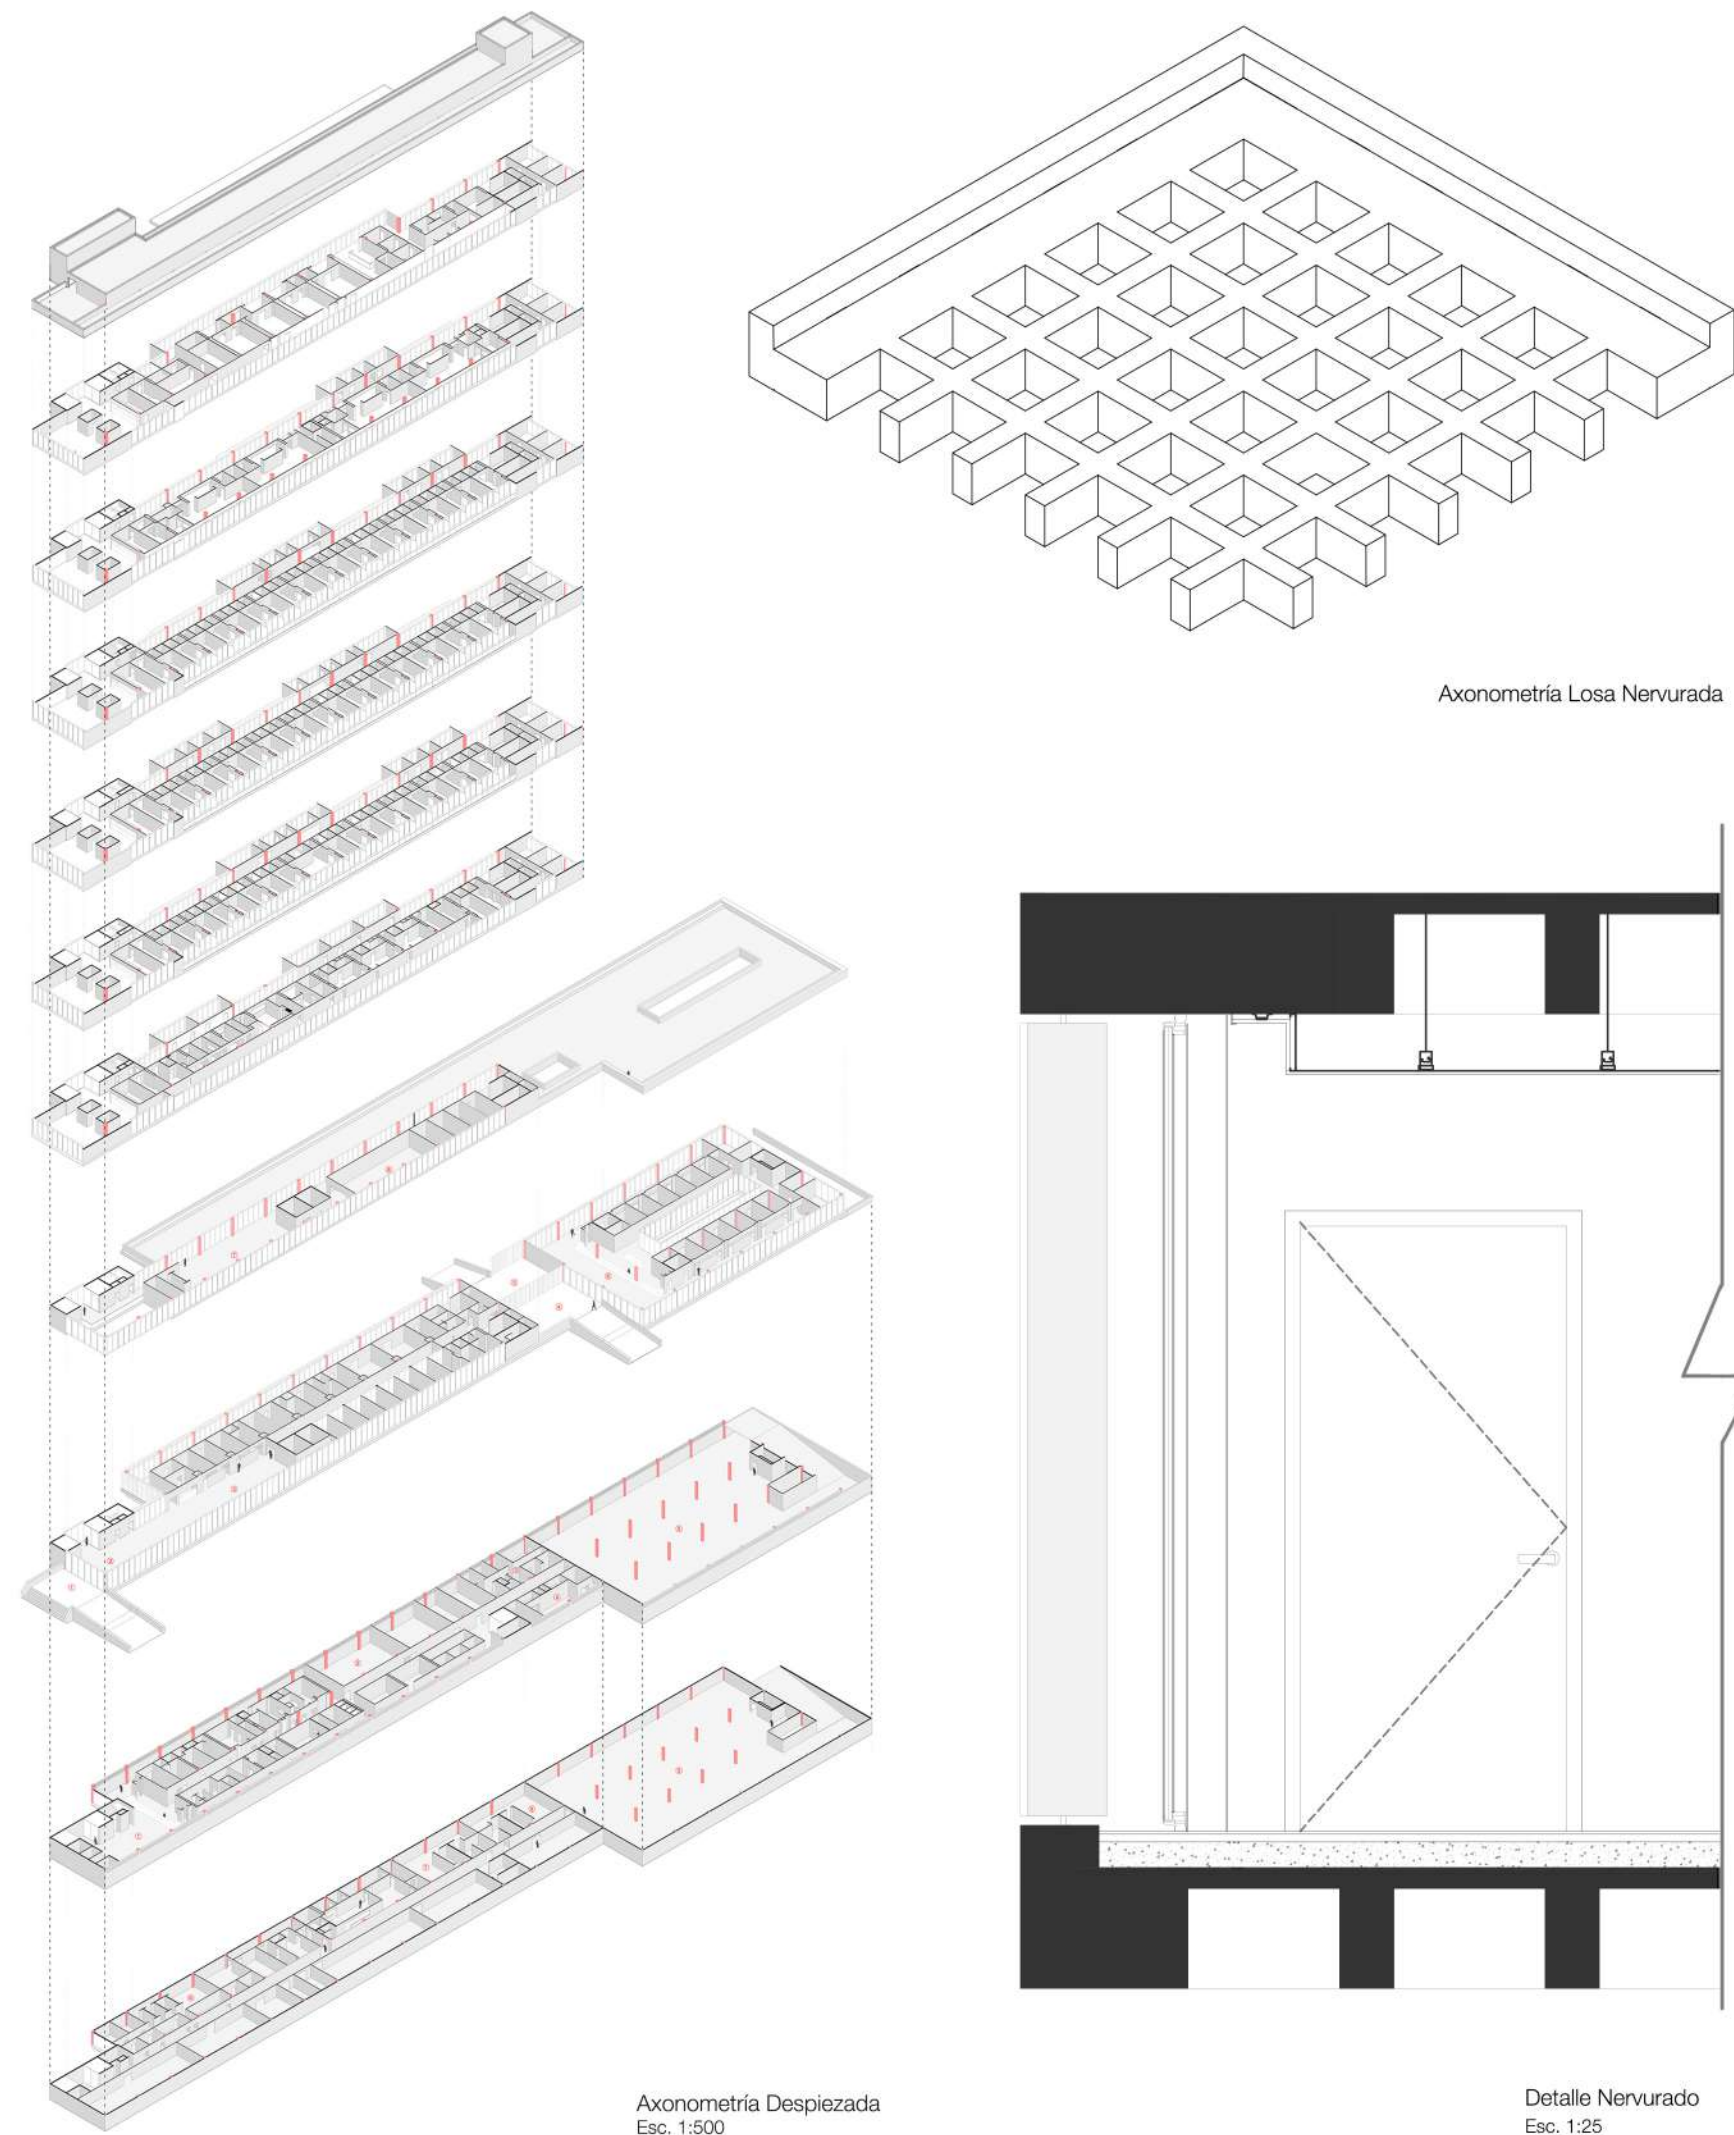 Axonometría Losa Nervurada
Axonometría Despiezada
Esc. 1:500
Detalle Nervurado
Esc. 1:25